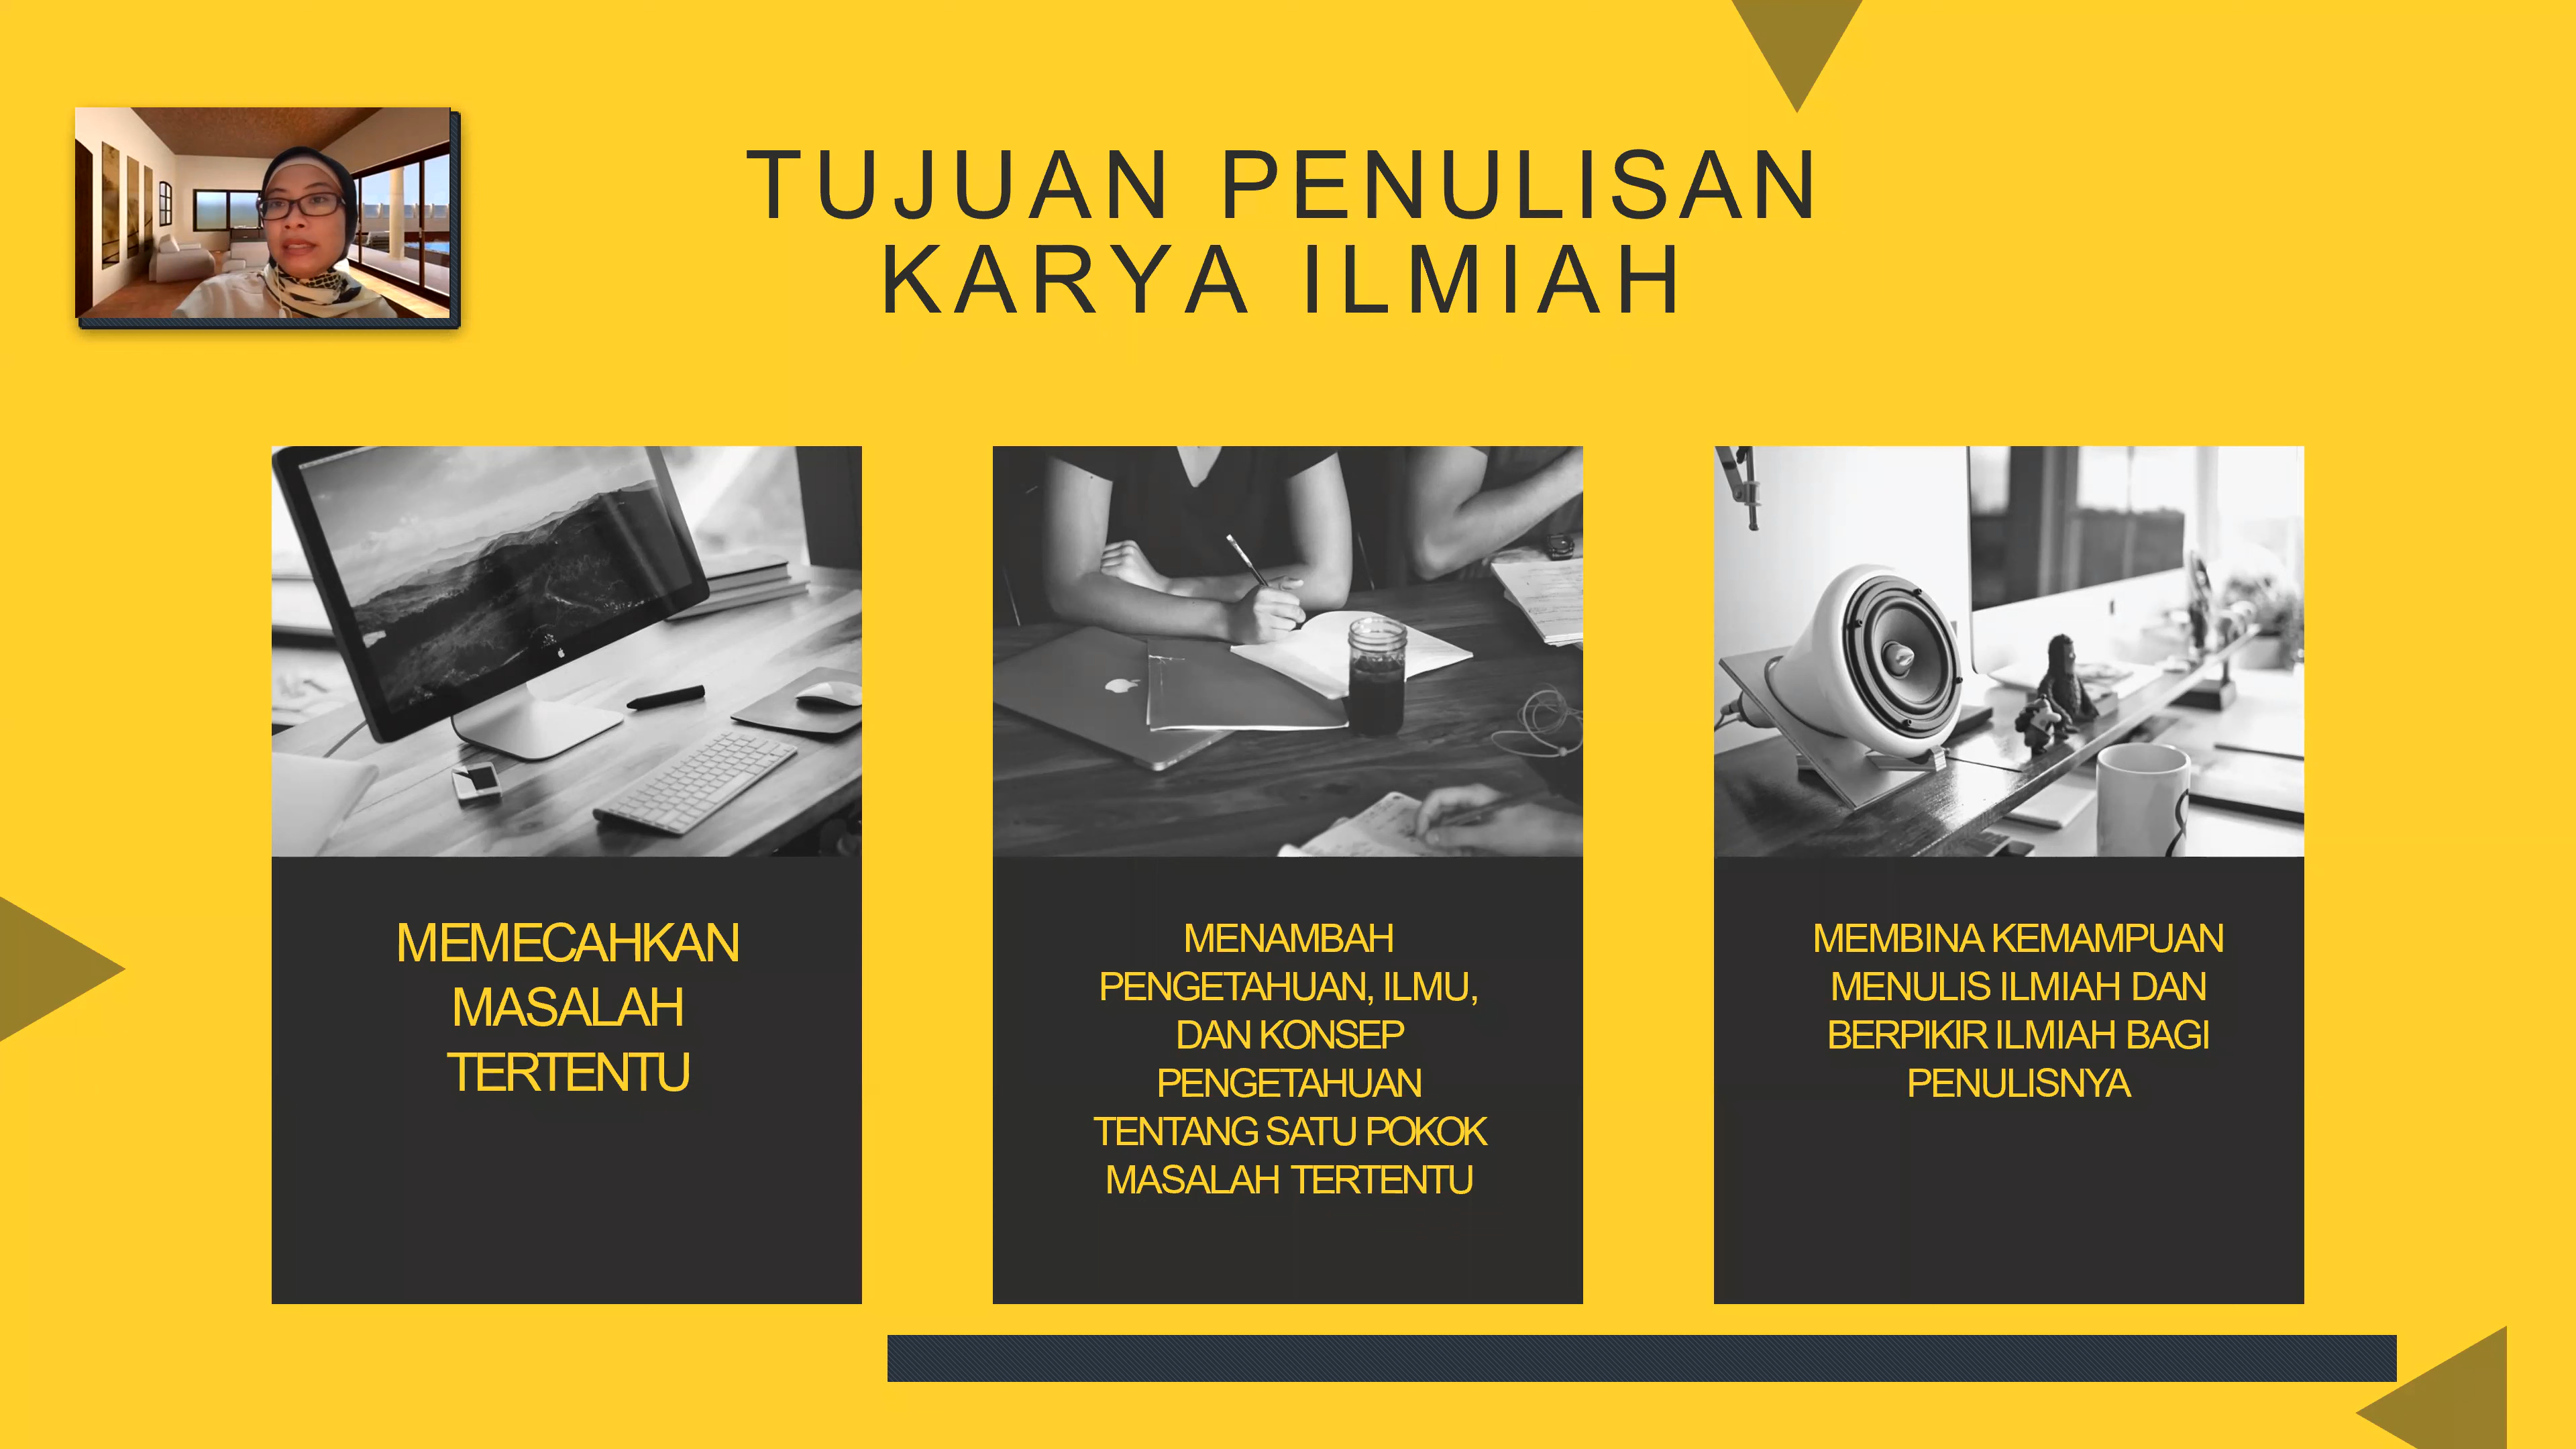 TUJUAN PENULISAN
KARYA ILMIAH
MEMECAHKAN
MASALAH
TERTENTU
MENAMBAH
PENGETAHUAN, ILMU,
DAN KONSEP
PENGETAHUAN
TENTANG SATU POKOK
MASALAH TERTENTU
MEMBINA KEMAMPUAN
MENULIS ILMIAH DAN
BERPIKIR ILMIAH BAGI
PENULISNYA